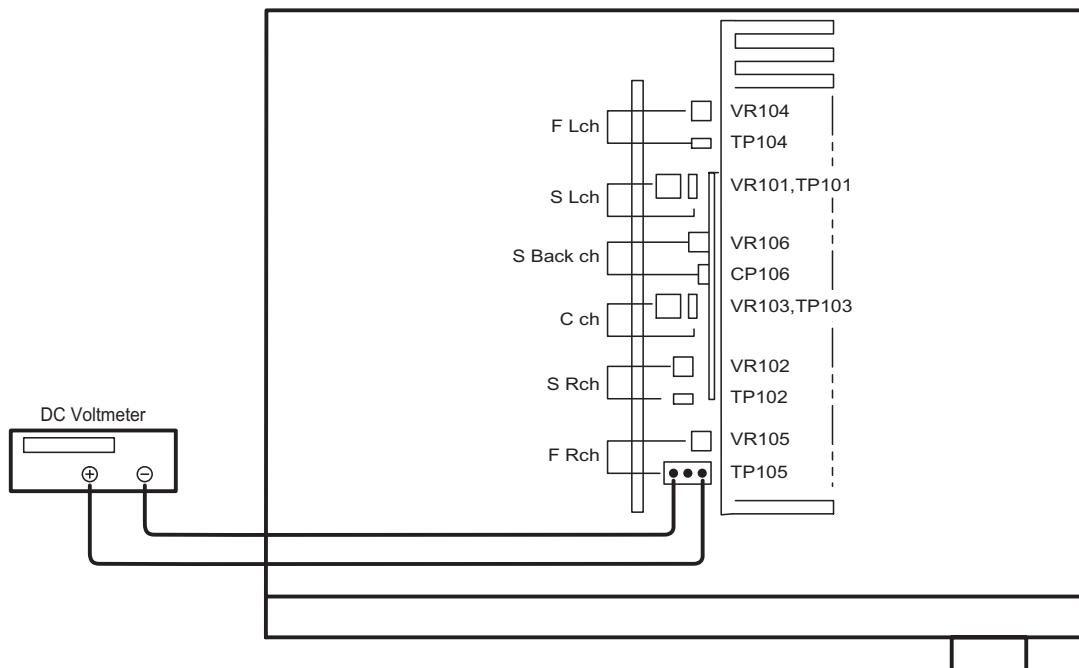 F Lch
VR104
TP104
S Lch
VR101,TP101
S Back ch
VR106
CP106
C ch
VR103,TP103
S Rch
VR102
TP102
F Rch
VR105
TP105
DC Voltmeter
+
−